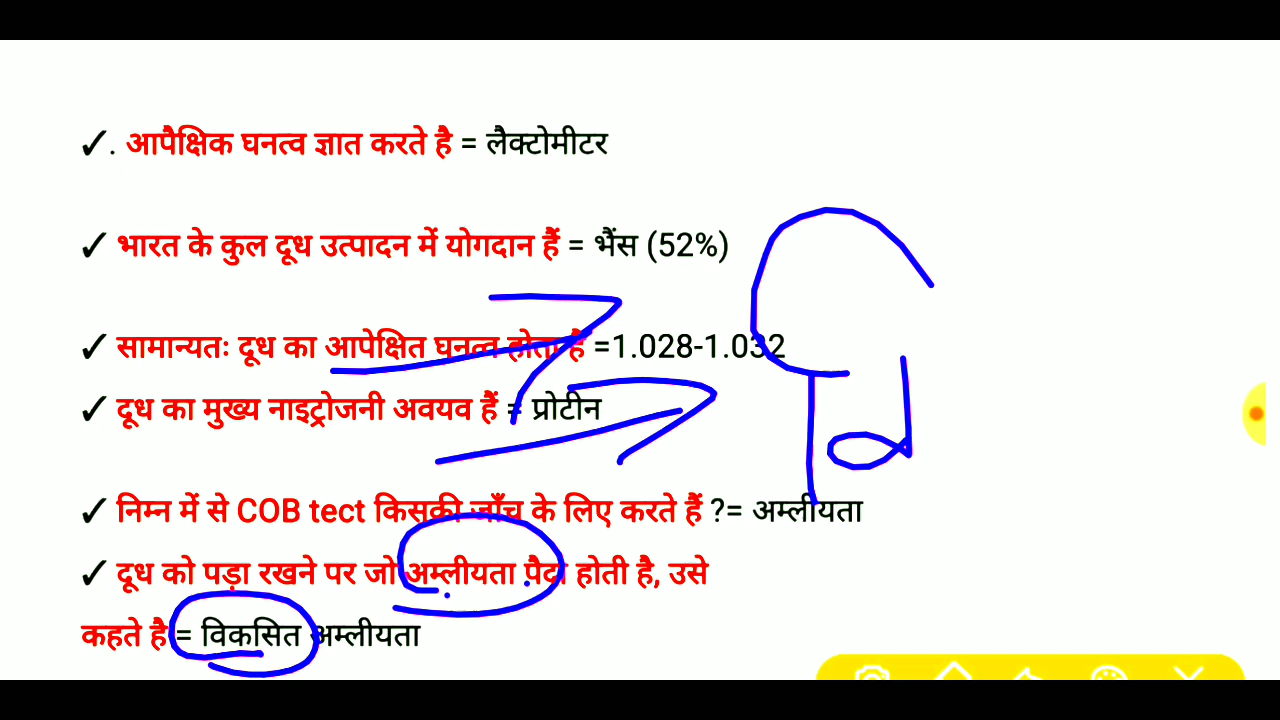 ✓. आपैक्षिक घनत्व ज्ञात करते है = लैक्टोमीटर
✓ भारत के कुल दूध उत्पादन में योगदान हैं = भैंस (52%)
✓ सामान्यतः दूध का आपेक्षित घनत्व होता है =1.028-1.032
✓ दूध का मुख्य नाइट्रोजनी अवयव हैं = प्रोटीन
✓ निम्न में से COB tect किसकी जाँच के लिए करते हैं ?= अम्लीयता
✓ दूध को पड़ा रखने पर जो अम्लीयता पैदा होती है, उसे
कहते है = विकसित अम्लीयता